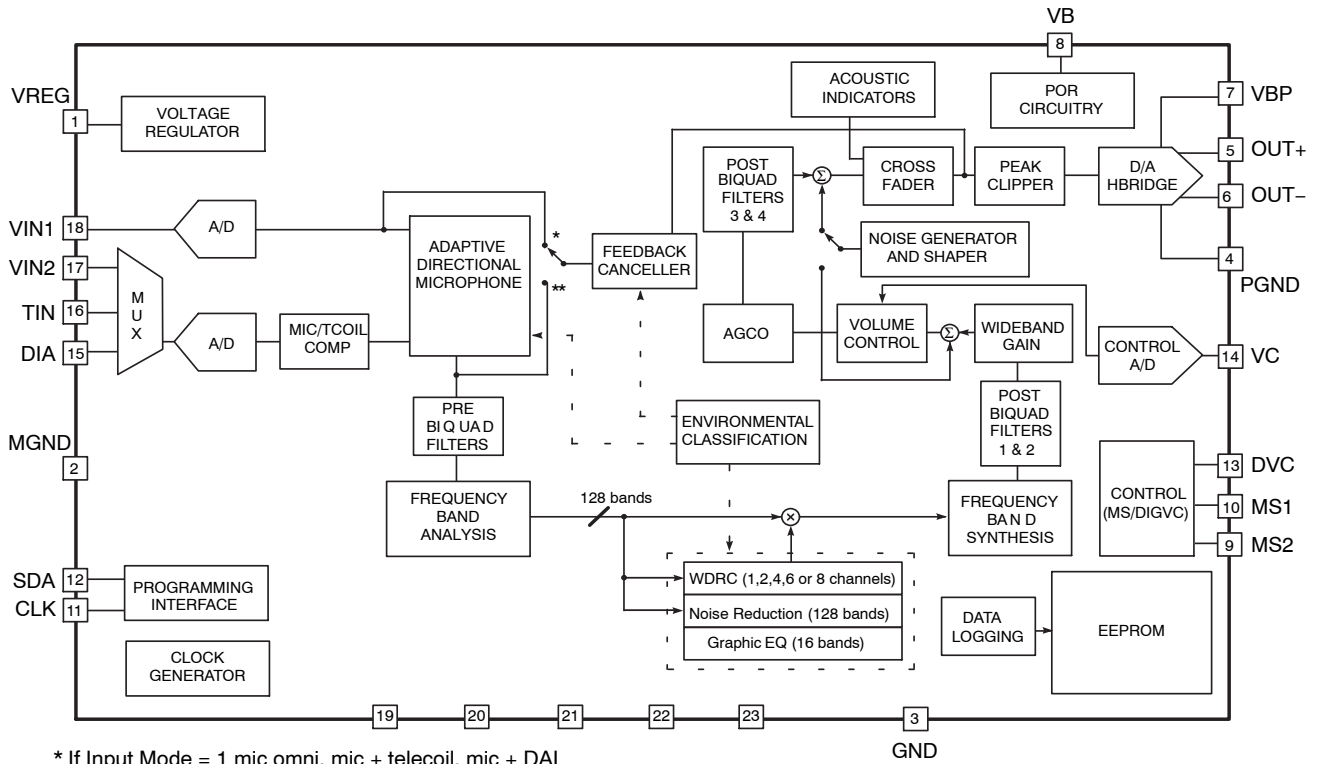 VB
8
VREG
1
VOLTAGE
REGULATOR
ACOUSTIC
INDICATORS
POR
CIRCUITRY
7
VBP
5
OUT+
6
OUT−
4
PGND
POST
BIQUAD
FILTERS
3 & 4
Σ
CROSS
FADER
PEAK
CLIPPER
D/A
HBRIDGE
VIN1
18
A/D
VIN2
17
TIN
16
DIA
15
M
U
X
A/D
MIC/TCOIL
COMP
ADAPTIVE
DIRECTIONAL
MICROPHONE
*
**
FEEDBACK
CANCELLER
NOISE GENERATOR
AND SHAPER
AGCO
VOLUME
CONTROL
Σ
WIDEBAND
GAIN
CONTROL
A/D
14
VC
MGND
2
PRE
BIQUAD
FILTERS
ENVIRONMENTAL
CLASSIFICATION
POST
BIQUAD
FILTERS
1 & 2
FREQUENCY
BAND
ANALYSIS
128 bands
×
FREQUENCY
BAND
SYNTHESIS
CONTROL
(MS/DIGVC)
13
DVC
10
MS1
9
MS2
SDA
12
CLK
11
PROGRAMMING
INTERFACE
WDRC (1,2,4,6 or 8 channels)
Noise Reduction (128 bands)
Graphic EQ (16 bands)
DATA
LOGGING
EEPROM
CLOCK
GENERATOR
19
20
21
22
23
3
GND
* If Input Mode = 1 mic omni, mic + telecoil, mic + DAI